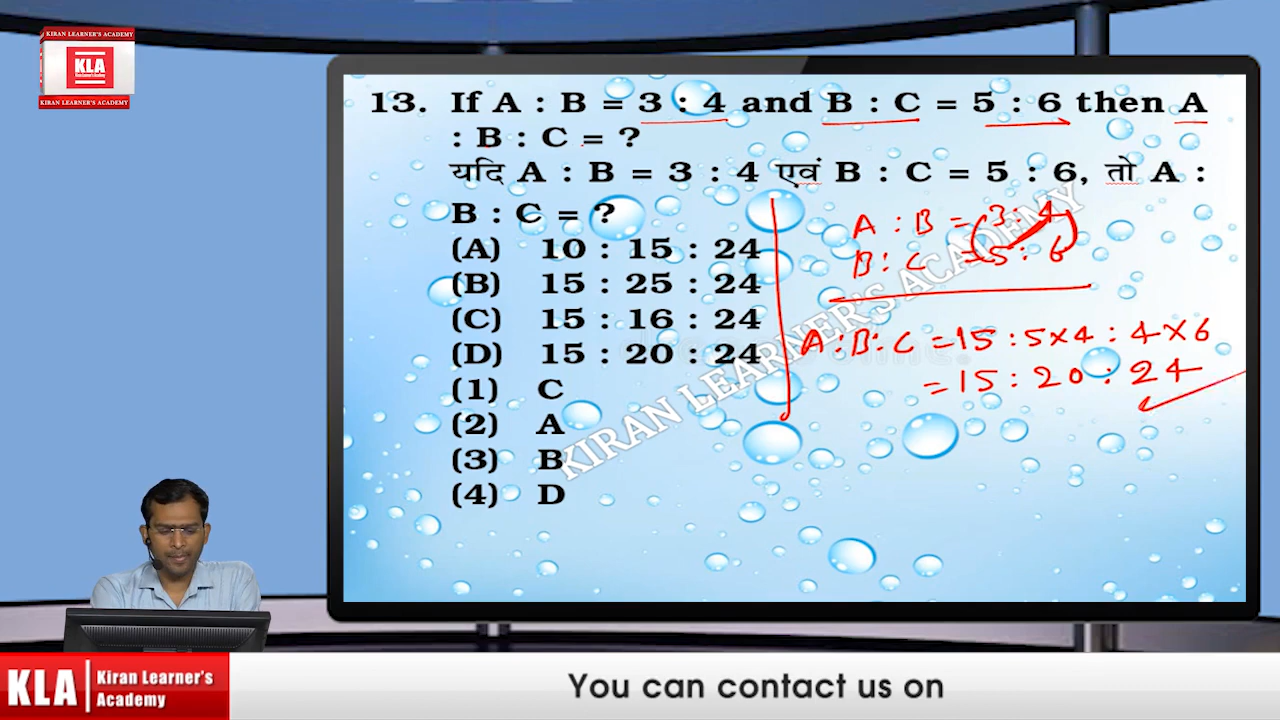 KIRAN LEARNER'S ACADEMY
KLA
Kiran Learner's Academy
KIRAN LEARNER'S ACADEMY
13. If A : B = 3 : 4 and B : C = 5 : 6 then A
: B : C = ?
यदि A : B = 3 : 4 एवं B : C = 5 : 6, तो A :
B : C = ?
(A) 10 : 15 : 24
(B) 15 : 25 : 24
(C) 15 : 16 : 24
(D) 15 : 20 : 24
(1) C
(2) A
(3) B
(4) D
A : B = 3 : 4
B : C = 5 : 6
A : B : C = 15 : 5 × 4 : 4 × 6
= 15 : 20 : 24
KIRAN LEARNER'S ACADEMY
KLA
Kiran Learner's
Academy
You can contact us on